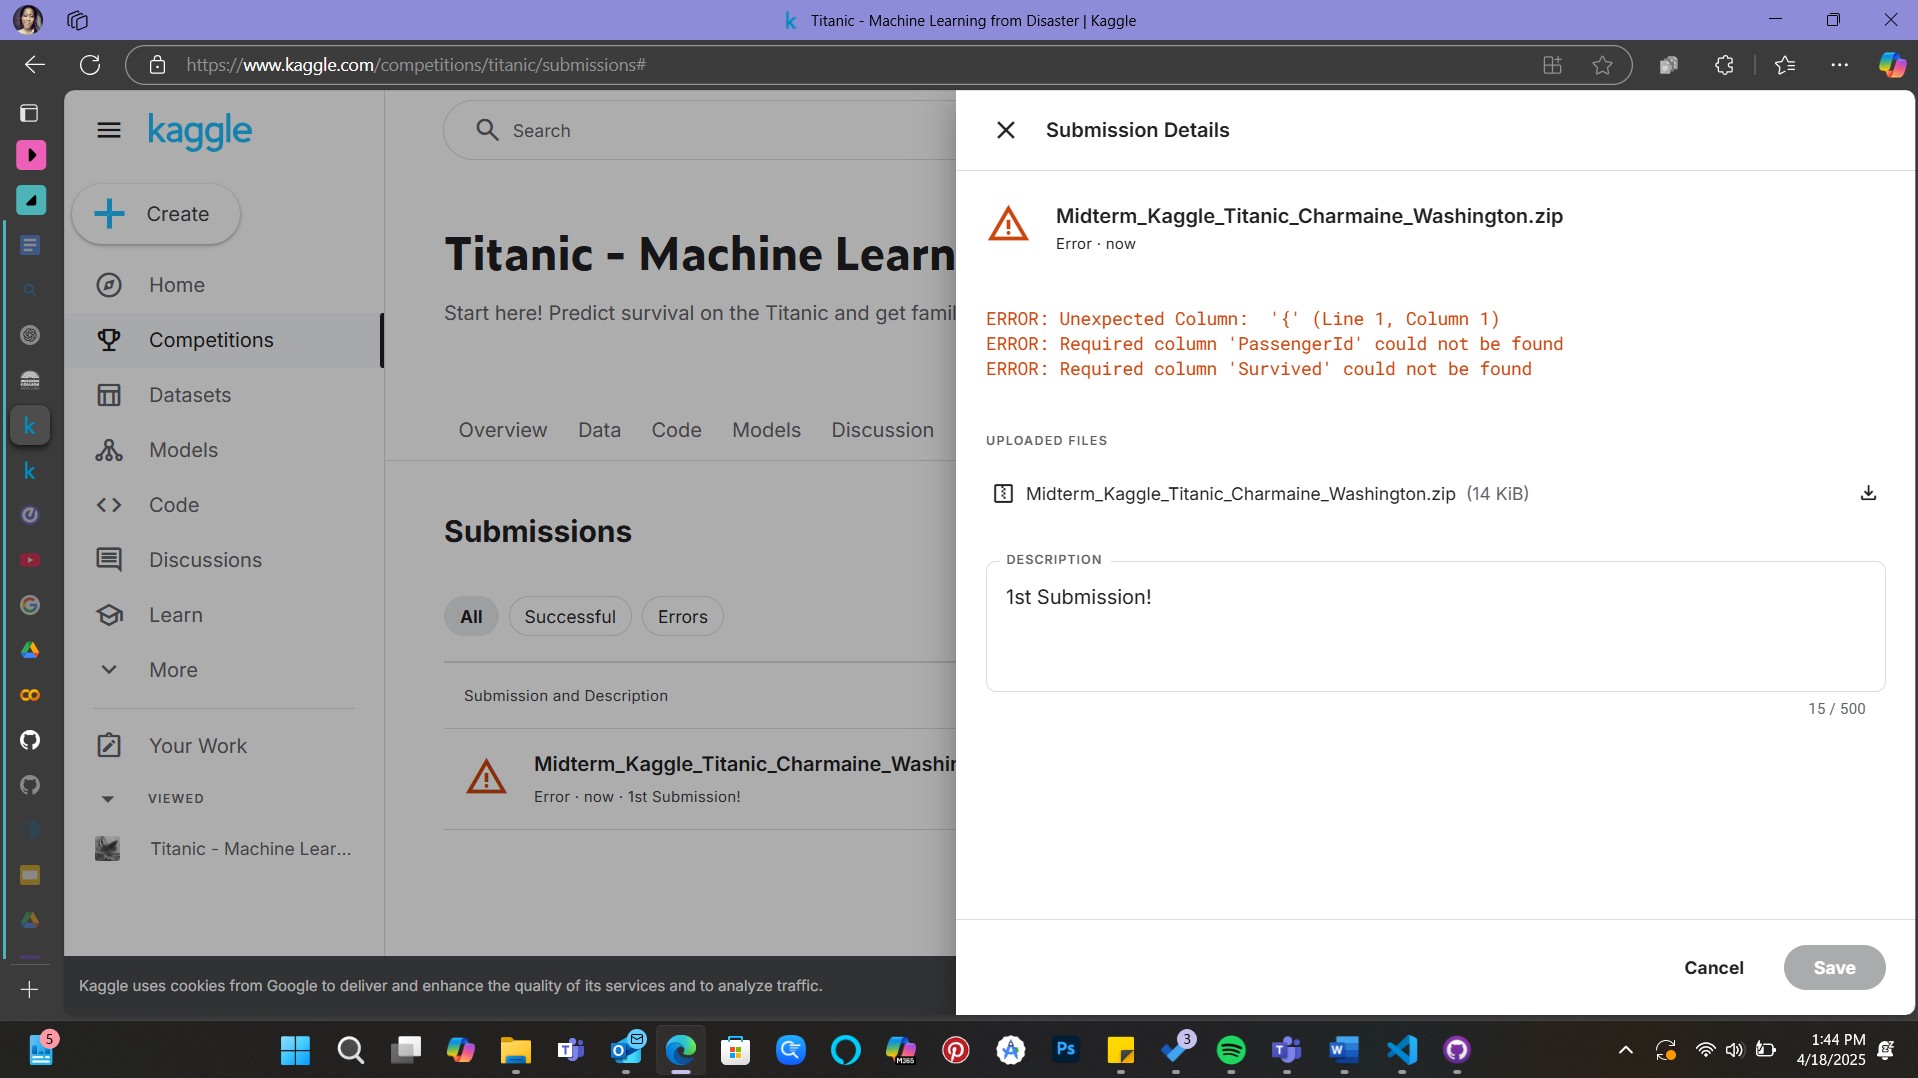 Titanic - Machine Learning from Disaster | Kaggle
https://www.kaggle.com/competitions/titanic/submissions#
kaggle
Search
Create
Home
Competitions
Datasets
Models
Code
Discussions
Learn
More
Your Work
VIEWED
Titanic - Machine Lear...
Titanic - Machine Learn
Start here! Predict survival on the Titanic and get famil
Overview Data Code Models Discussion
Submissions
All Successful Errors
Submission and Description
Midterm_Kaggle_Titanic_Charmaine_Washin
Error · now · 1st Submission!
Kaggle uses cookies from Google to deliver and enhance the quality of its services and to analyze traffic.
Submission Details
Midterm_Kaggle_Titanic_Charmaine_Washington.zip
Error · now
ERROR: Unexpected Column: '{' (Line 1, Column 1)
ERROR: Required column 'PassengerId' could not be found
ERROR: Required column 'Survived' could not be found
UPLOADED FILES
Midterm_Kaggle_Titanic_Charmaine_Washington.zip (14 KiB)
DESCRIPTION
1st Submission!
15 / 500
Cancel Save
5
M365
Ps
3
1:44 PM
4/18/2025